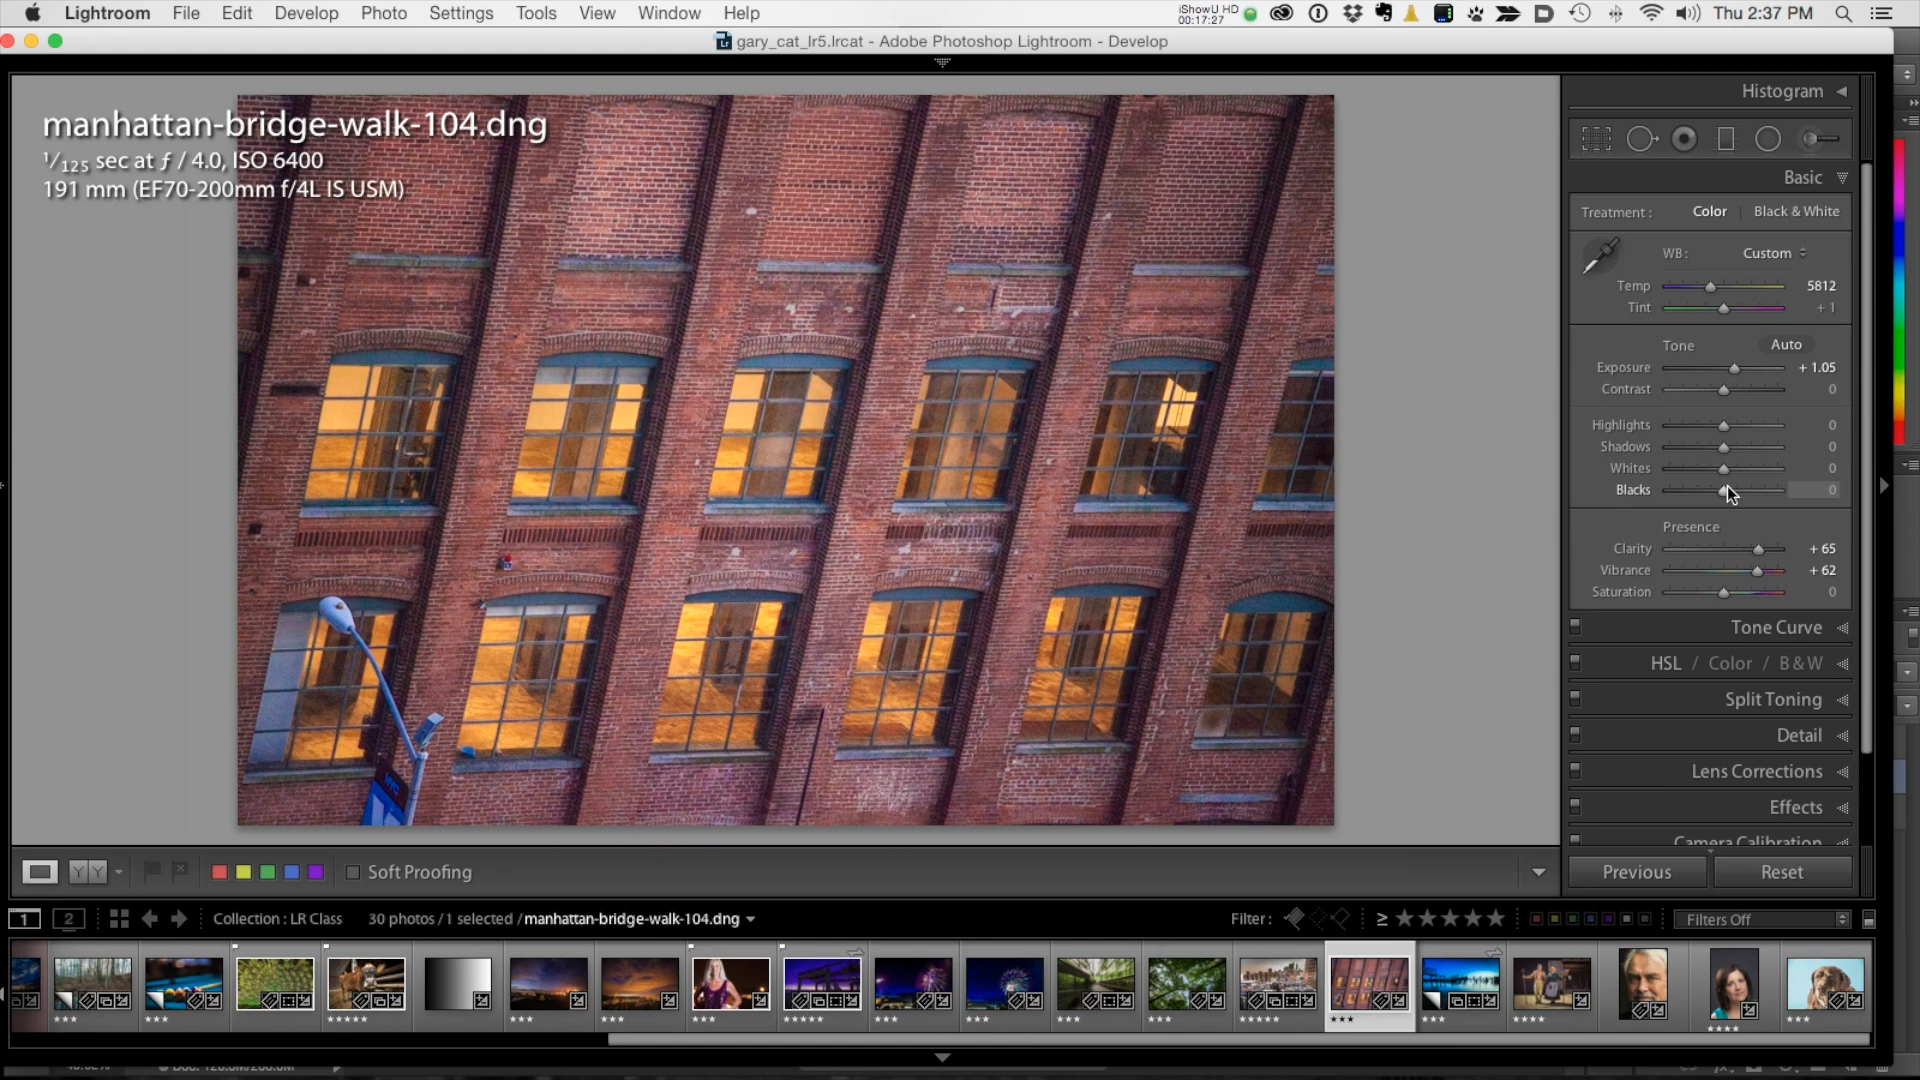 Lightroom File Edit Develop Photo Settings Tools View Window Help iShowU HD 00:17:27 Thu 2:37 PM
gary_cat_lr5.lrcat - Adobe Photoshop Lightroom - Develop
manhattan-bridge-walk-104.dng
1/125 sec at ƒ / 4.0, ISO 6400
191 mm (EF70-200mm f/4L IS USM)
Histogram
Basic
Treatment : Color Black & White
WB : Custom
Temp 5812
Tint + 1
Tone Auto
Exposure + 1.05
Contrast 0
Highlights 0
Shadows 0
Whites 0
Blacks 0
Presence
Clarity + 65
Vibrance + 62
Saturation 0
Tone Curve
HSL / Color / B & W
Split Toning
Detail
Lens Corrections
Effects
Camera Calibration
Y Y Soft Proofing Previous Reset
1 2 Collection : LR Class 30 photos / 1 selected / manhattan-bridge-walk-104.dng Filter : ≥ Filters Off